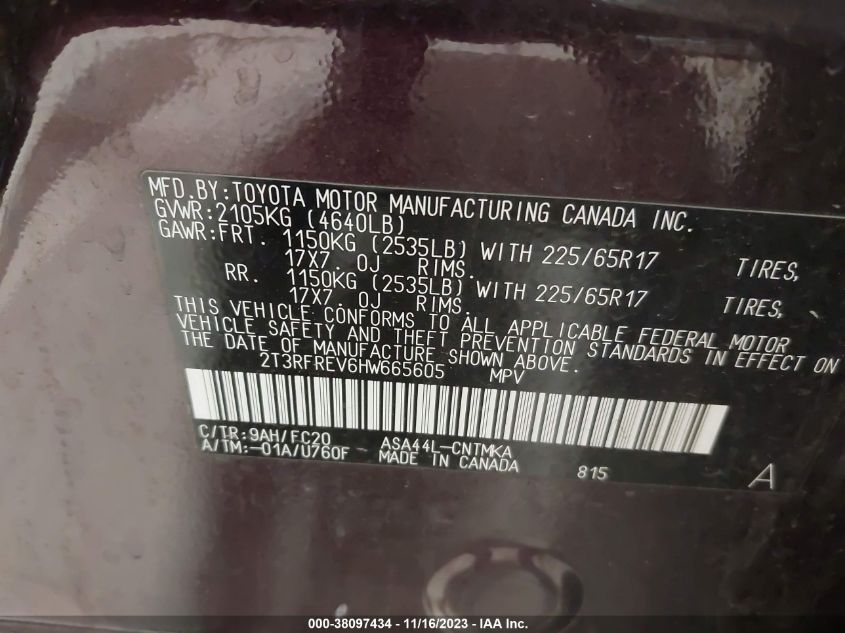 MFD.BY:TOYOTA MOTOR MANUFACTURING CANADA INC.
GVWR:2105KG (4640LB)
GAWR:FRT. 1150KG (2535LB) WITH 225/65R17 TIRES,
17X7. 0J RIMS.
RR. 1150KG (2535LB) WITH 225/65R17 TIRES,
17X7. 0J RIMS.
THIS VEHICLE CONFORMS TO ALL APPLICABLE FEDERAL MOTOR
VEHICLE SAFETY AND THEFT PREVENTION STANDARDS IN EFFECT ON
THE DATE OF MANUFACTURE SHOWN ABOVE.
2T3RFREV6HW665605 MPV
C/TR:9AH/FC20 ASA44L-CNTMKA
A/TM:-01A/U760F MADE IN CANADA 815 A
000-38097434 - 11/16/2023 - IAA Inc.